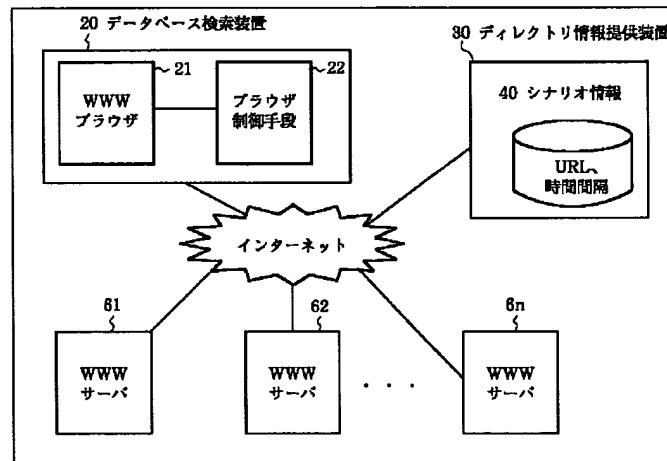 20 データベース検索装置
21
22
WWW
ブラウザ
ブラウザ
制御手段
30 ディレクトリ情報提供装置
40 シナリオ情報
URL、
時間間隔
インターネット
61
62
6n
WWW
サーバ
WWW
サーバ
・・・
WWW
サーバ